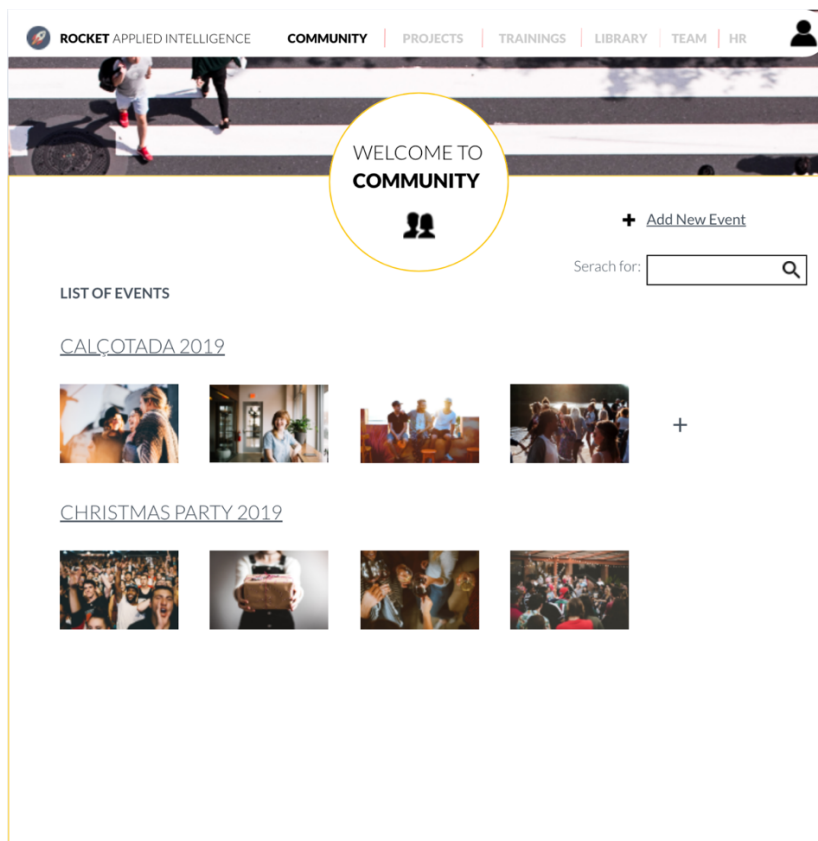 ROCKET APPLIED INTELLIGENCE COMMUNITY PROJECTS TRAININGS LIBRARY TEAM HR
WELCOME TO
COMMUNITY
+ Add New Event
Serach for:
LIST OF EVENTS
CALÇOTADA 2019
+
CHRISTMAS PARTY 2019